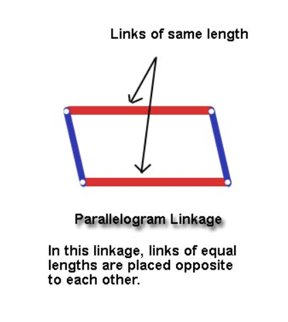 Links of same length
Parallelogram Linkage
In this linkage, links of equal
lengths are placed opposite
to each other.